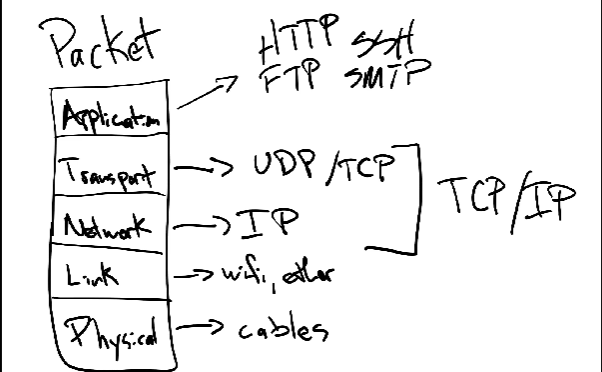 Packet
HTTP SSH
FTP SMTP
Application
Transport → UDP/TCP
Network → IP
TCP/IP
Link → wifi, ether
Physical → cables